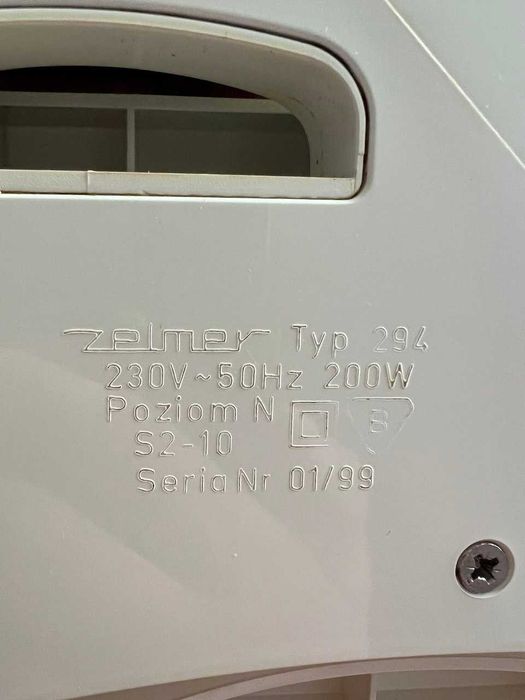 zelmer Typ 294
230V~50Hz 200W
Poziom N
B
S2-10
Seria Nr 01/99